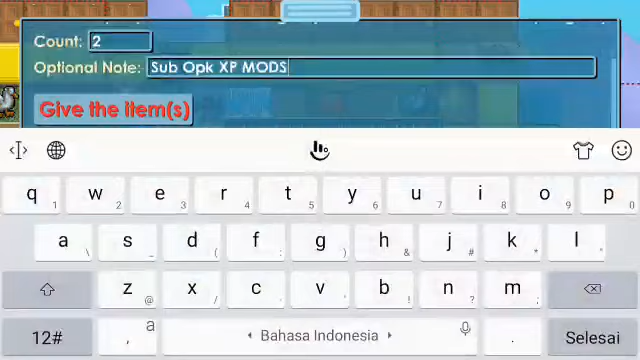 Count: 2
Optional Note: Sub Opk XP MODS
Give the item(s)
q 1 w 2 e 3 r 4 t 5 y 6 u 7 i 8 o 9 p 0
a \ s _ d ( f : g ) h & j # k * l "
z @ x / c - v ' b ! n ? m ;
12# , a Bahasa Indonesia . Selesai